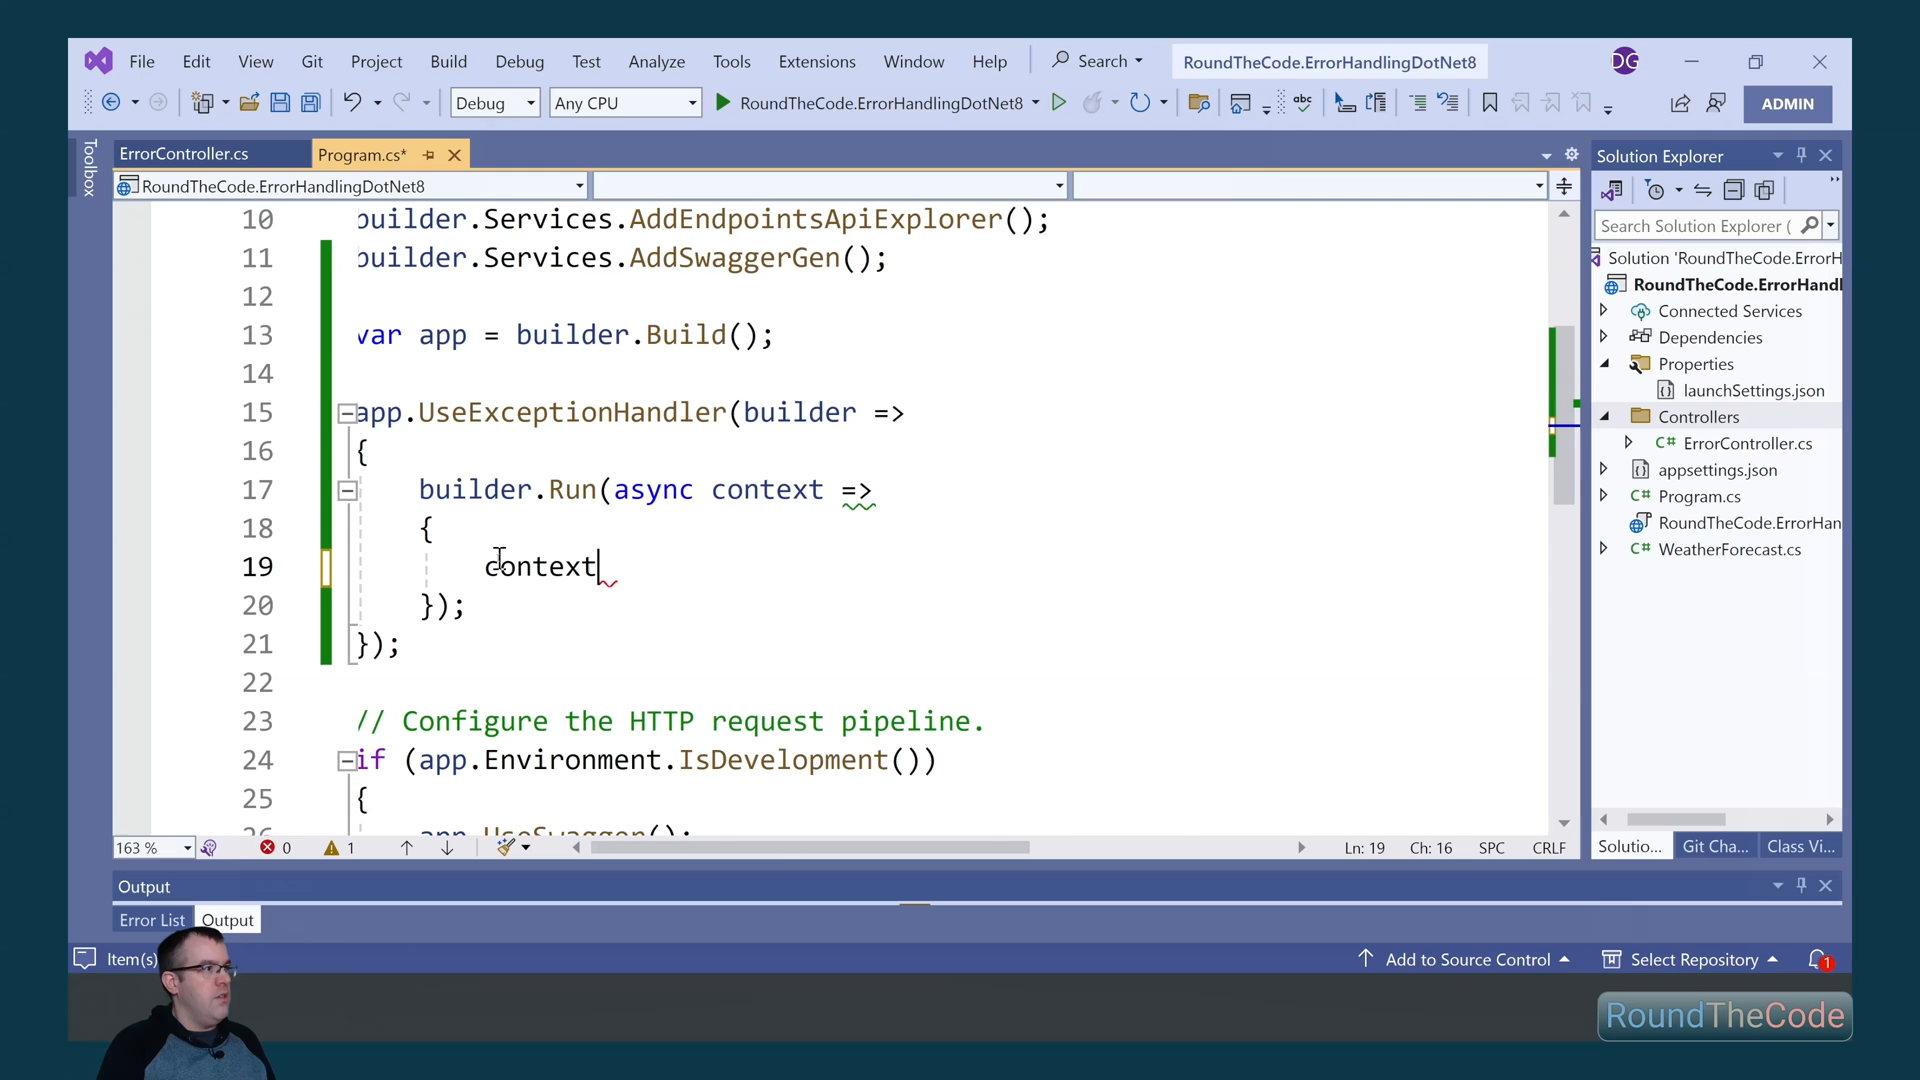 File Edit View Git Project Build Debug Test Analyze Tools Extensions Window Help Search RoundTheCode.ErrorHandlingDotNet8 DG
Debug Any CPU RoundTheCode.ErrorHandlingDotNet8 ADMIN
Toolbox
ErrorController.cs Program.cs*
RoundTheCode.ErrorHandlingDotNet8
10 builder.Services.AddEndpointsApiExplorer();
11 builder.Services.AddSwaggerGen();
12
13 var app = builder.Build();
14
15 app.UseExceptionHandler(builder =>
16 {
17 builder.Run(async context =>
18 {
19 context
20 });
21 });
22
23 // Configure the HTTP request pipeline.
24 if (app.Environment.IsDevelopment())
25 {
26 app.UseSwagger();
163 % 0 1 Ln: 19 Ch: 16 SPC CRLF
Solution Explorer
Search Solution Explorer (
Solution 'RoundTheCode.ErrorH
RoundTheCode.ErrorHandl
Connected Services
Dependencies
Properties
launchSettings.json
Controllers
C# ErrorController.cs
appsettings.json
C# Program.cs
RoundTheCode.ErrorHan
C# WeatherForecast.cs
Solutio... Git Cha... Class Vi...
Output
Error List Output
Item(s) Add to Source Control Select Repository 1
RoundTheCode